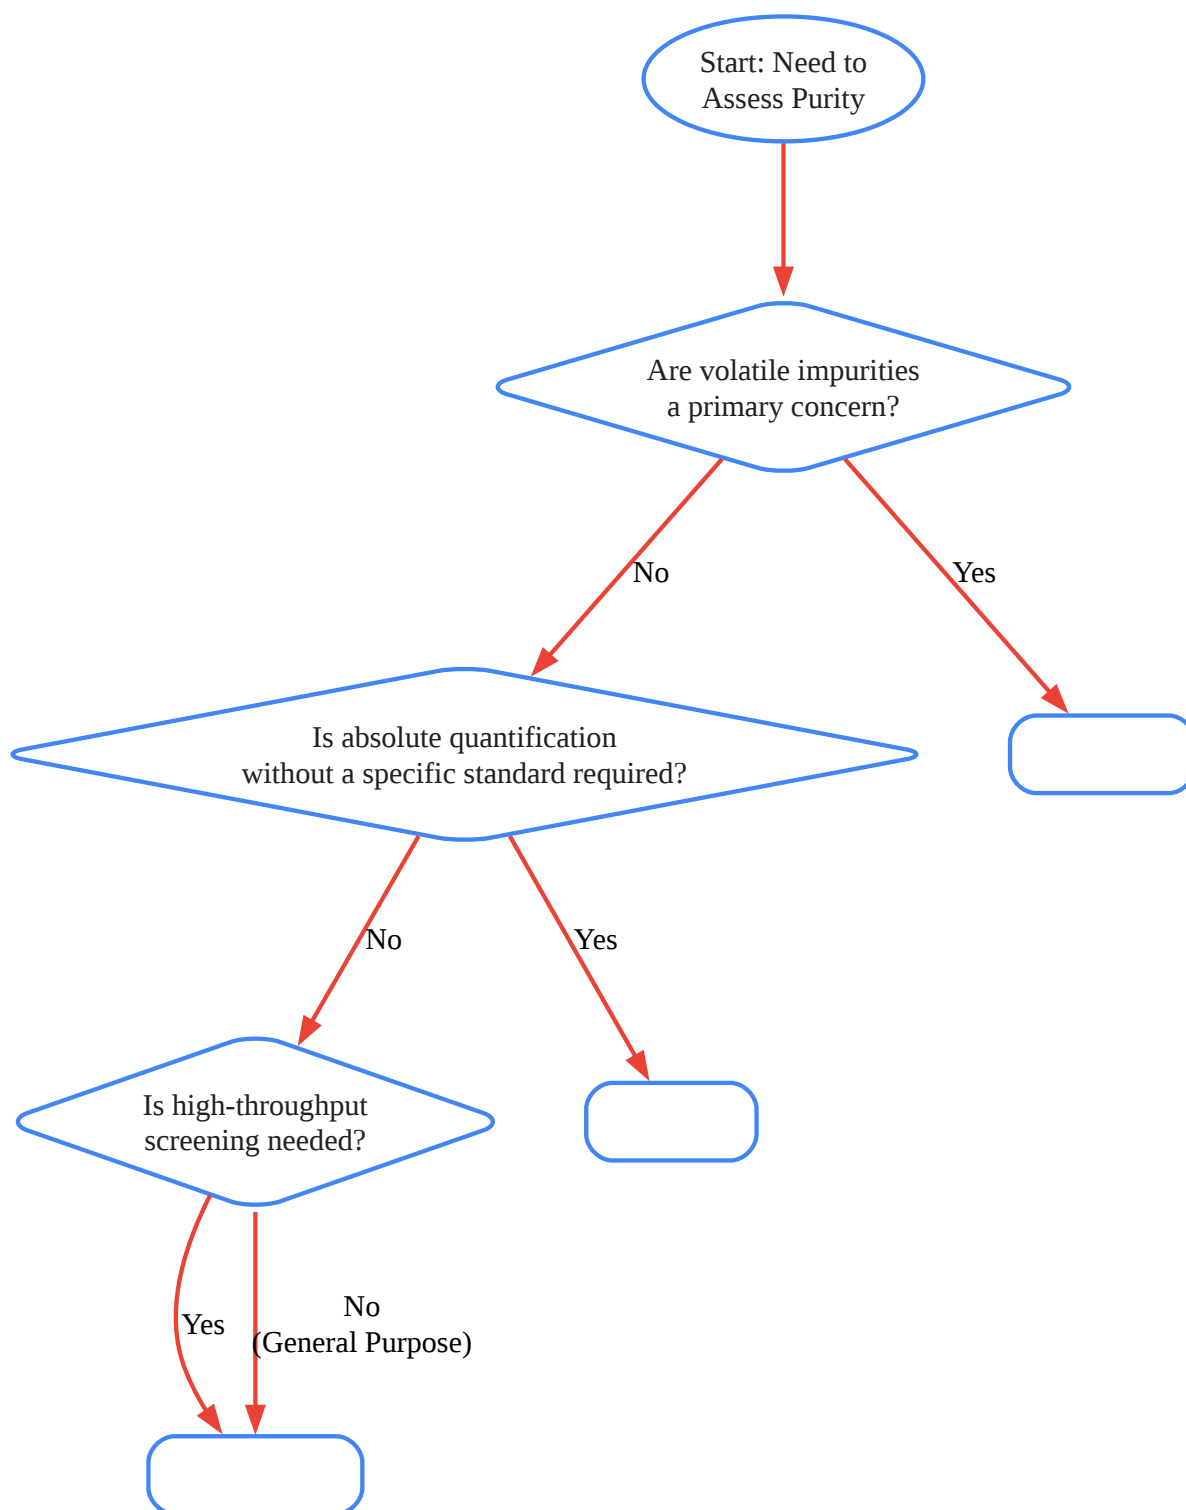 Start: Need to
Assess Purity
Are volatile impurities
a primary concern?
No
Yes
Is absolute quantification
without a specific standard required?
No
Yes
Is high-throughput
screening needed?
Yes
No
(General Purpose)